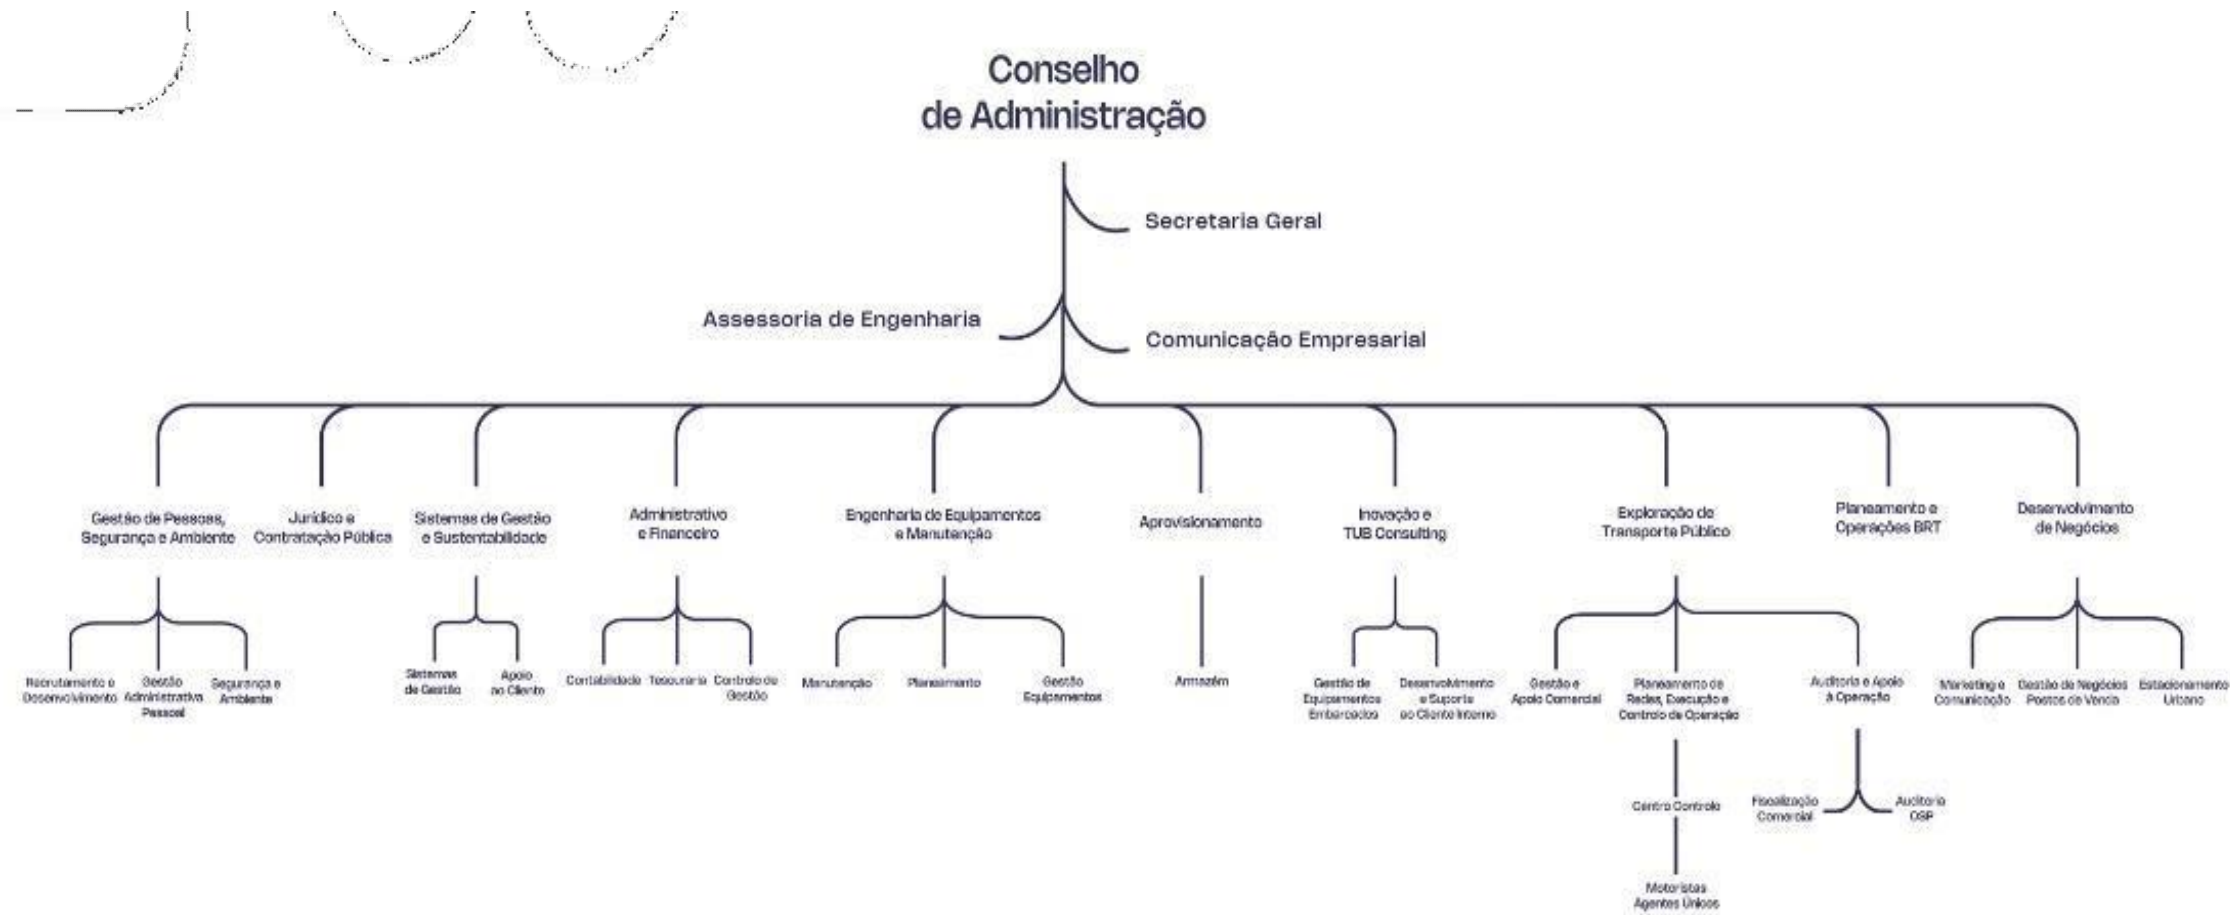 Conselho
de Administração
Secretaria Geral
Assessoria de Engenharia
Comunicação Empresarial
Gestão de Pessoas,
Segurança e Ambiente
Jurídico e
Contratação Pública
Sistemas de Gestão
e Sustentabilidade
Administrativo
e Financeiro
Engenharia de Equipamentos
e Manutenção
Aprovisionamento
Inovação e
TUB Consulting
Exploração de
Transporte Público
Planeamento e
Operações BRT
Desenvolvimento
de Negócios
Recrutamento e
Desenvolvimento
Gestão
Administrativa
Pessoal
Segurança e
Ambiente
Sistemas
de Gestão
Apoio
ao Cliente
Contabilidade
Tesouraria
Controlo de
Gestão
Manutenção
Planeamento
Gestão
Equipamentos
Armazém
Gestão de
Equipamentos
Embarcados
Desenvolvimento
e Suporte
ao Cliente Interno
Gestão e
Apoio Comercial
Planeamento de
Redes, Execução e
Controlo de Operação
Auditoria e Apoio
à Operação
Marketing e
Comunicação
Gestão de Negócios
Postos de Venda
Estacionamento
Urbano
Centro Controlo
Fiscalização
Comercial
Auditoria
OSP
Motoristas
Agentes Únicos